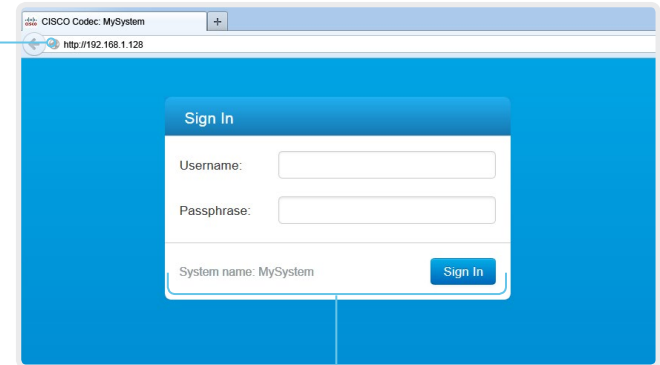 CISCO Codec: MySystem
+
http://192.168.1.128
Sign In
Username:
Passphrase:
System name: MySystem
Sign In